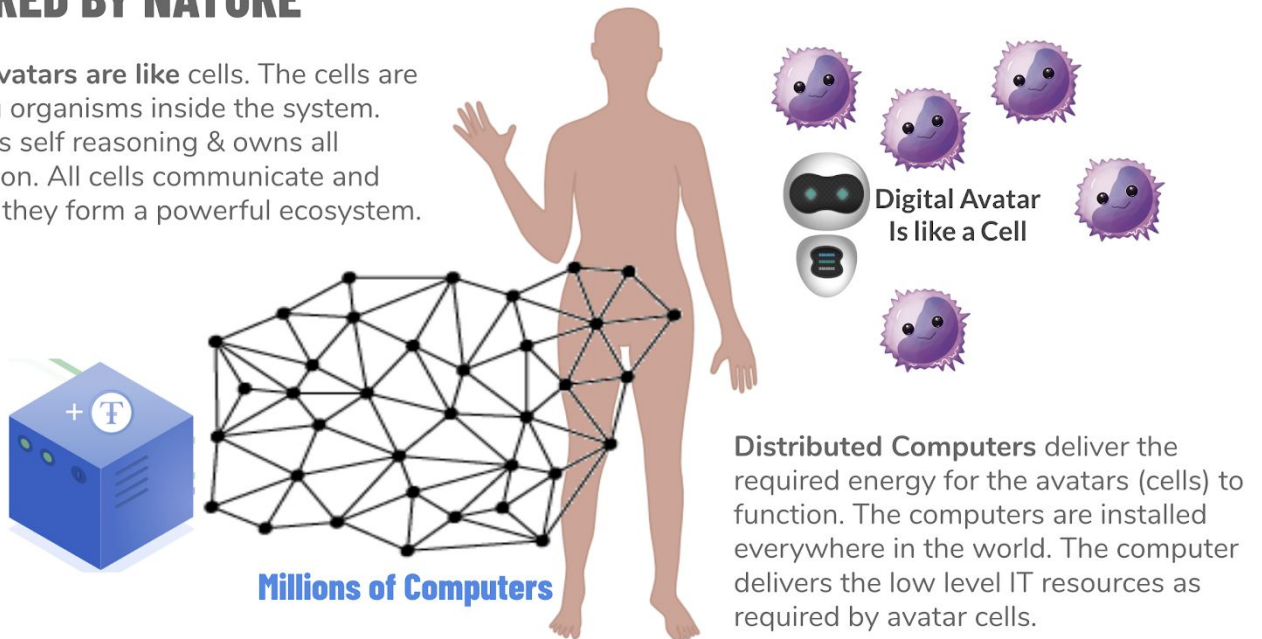 RED BY NATURE
vatars are like cells. The cells are
organisms inside the system.
s self reasoning & owns all
on. All cells communicate and
they form a powerful ecosystem.
Digital Avatar
Is like a Cell
+ T
Millions of Computers
Distributed Computers deliver the
required energy for the avatars (cells) to
function. The computers are installed
everywhere in the world. The computer
delivers the low level IT resources as
required by avatar cells.